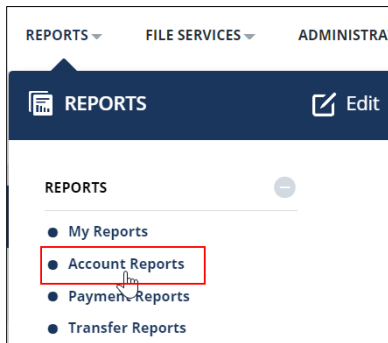 REPORTS FILE SERVICES ADMINISTRA
REPORTS Edit
REPORTS
My Reports
Account Reports
Payment Reports
Transfer Reports